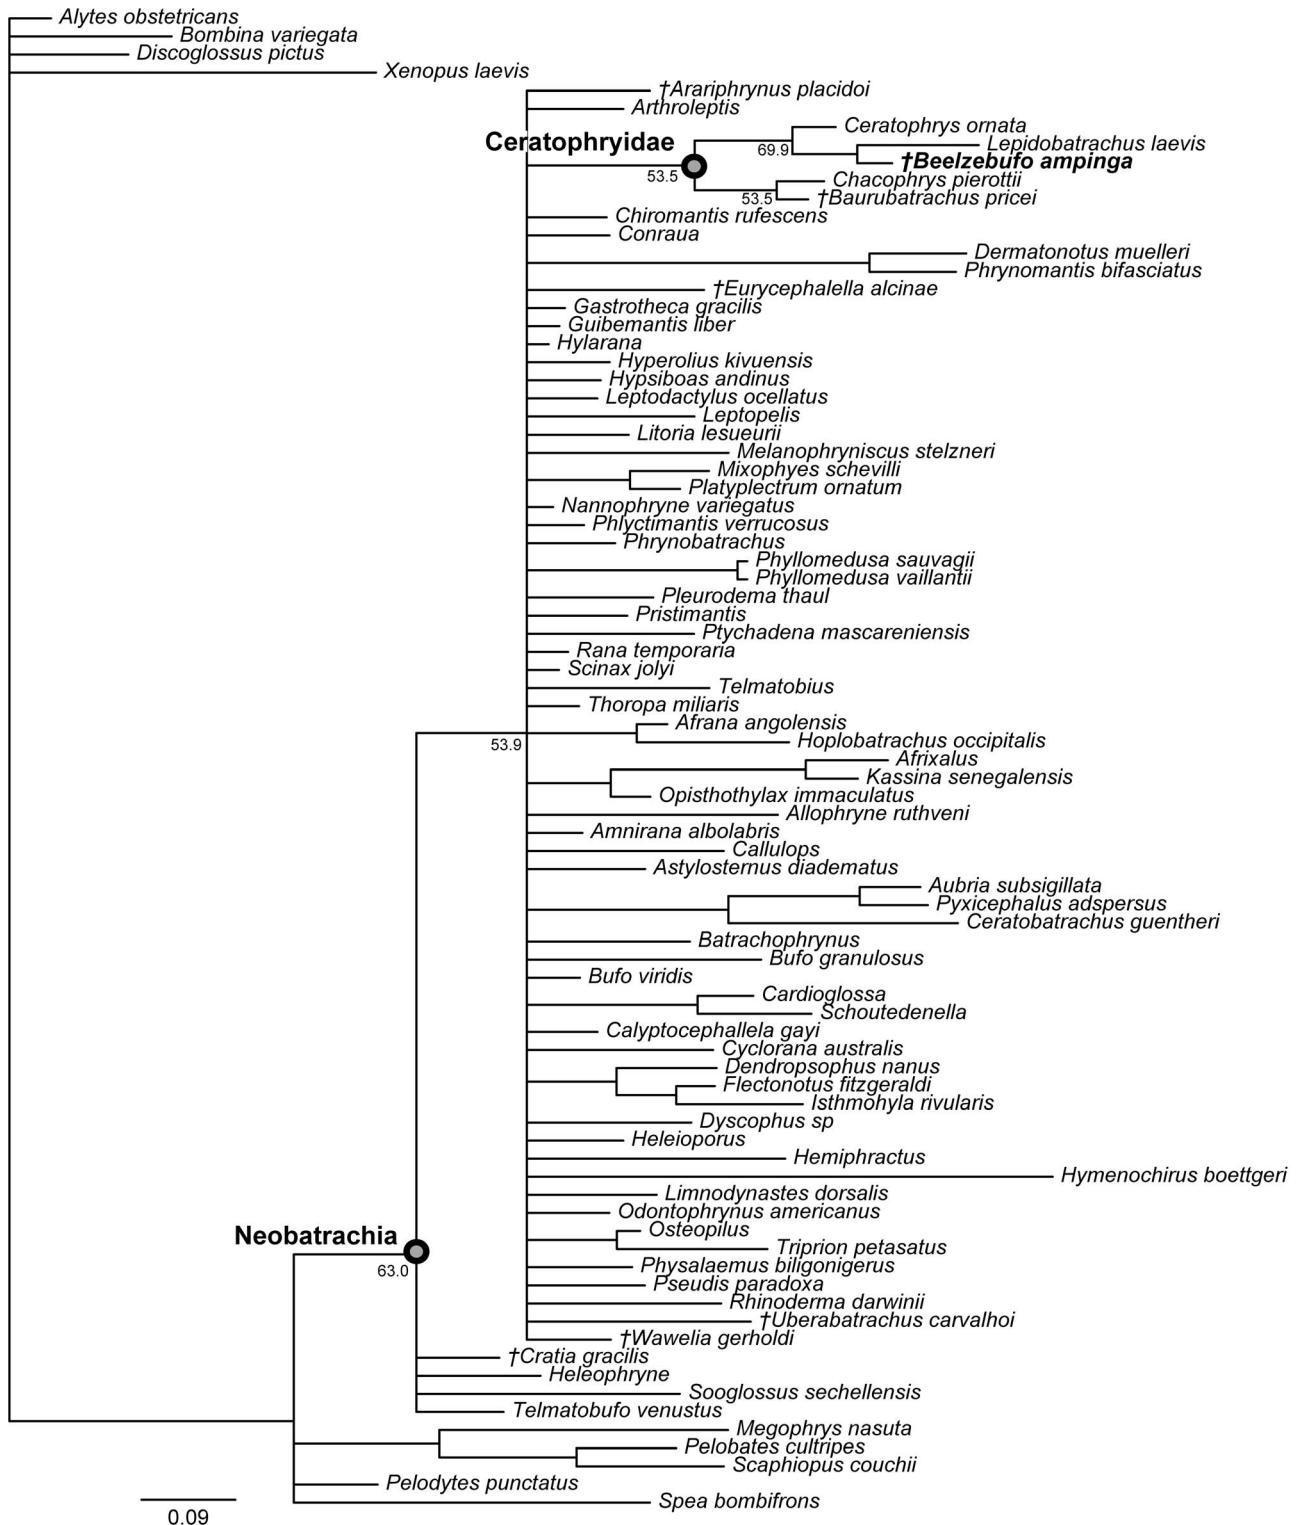 Alytes obstetricans
Bombina variegata
Discoglossus pictus
Xenopus laevis
†Arariphrynus placidoi
Arthroleptis
Ceratophrys ornata
Ceratophryidae
69.9
Lepidobatrachus laevis
†Beelzebufo ampinga
53.5
Chacophrys pierottii
53.5
†Baurubatrachus pricei
Chiromantis rufescens
Conraua
Dermatonotus muelleri
Phrynomantis bifasciatus
†Eurycephalella alcinae
Gastrotheca gracilis
Guibemantis liber
Hylarana
Hyperolius kivuensis
Hypsiboas andinus
Leptodactylus ocellatus
Leptopelis
Litoria lesueurii
Melanophryniscus stelzneri
Mixophyes schevilli
Platyplectrum ornatum
Nannophryne variegatus
Phlyctimantis verrucosus
Phrynobatrachus
Phyllomedusa sauvagii
Phyllomedusa vaillantii
Pleurodema thaul
Pristimantis
Ptychadena mascareniensis
Rana temporaria
Scinax jolyi
Telmatobius
Thoropa miliaris
Afrana angolensis
53.9
Hoplobatrachus occipitalis
Afrixalus
Kassina senegalensis
Opisthothylax immaculatus
Allophryne ruthveni
Amnirana albolabris
Callulops
Astylosternus diadematus
Aubria subsigillata
Pyxicephalus adspersus
Ceratobatrachus guentheri
Batrachophrynus
Bufo granulosus
Bufo viridis
Cardioglossa
Schoutedenella
Calyptocephallela gayi
Cyclorana australis
Dendropsophus nanus
Flectonotus fitzgeraldi
Isthmohyla rivularis
Dyscophus sp
Heleioporus
Hemiphractus
Hymenochirus boettgeri
Limnodynastes dorsalis
Odontophrynus americanus
Osteopilus
Neobatrachia
Triprion petasatus
63.0
Physalaemus biligonigerus
Pseudis paradoxa
Rhinoderma darwinii
†Uberabatrachus carvalhoi
†Wawelia gerholdi
†Cratia gracilis
Heleophryne
Sooglossus sechellensis
Telmatobufo venustus
Megophrys nasuta
Pelobates cultripes
Scaphiopus couchii
Pelodytes punctatus
Spea bombifrons
0.09